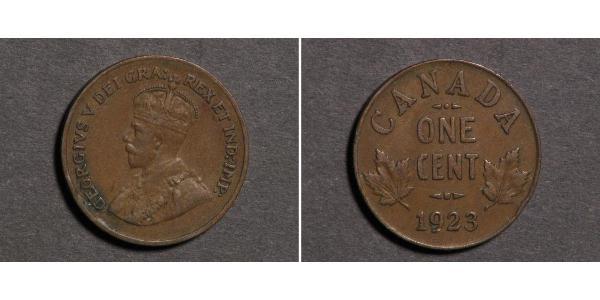 GEORGIVS V DEI GRA: REX ET IND: IMP:
CANADA
ONE
CENT
1923